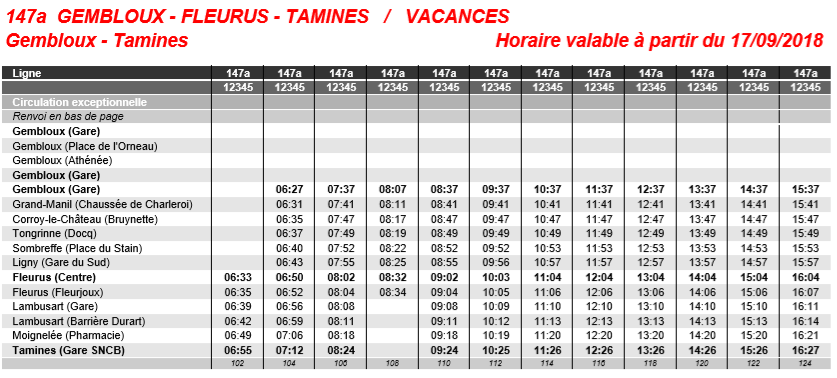 147a GEMBLOUX - FLEURUS - TAMINES / VACANCES
Gembloux - Tamines Horaire valable à partir du 17/09/2018
Ligne 147a 147a 147a 147a 147a 147a 147a 147a 147a 147a 147a 147a
12345 12345 12345 12345 12345 12345 12345 12345 12345 12345 12345 12345
Circulation exceptionnelle
Renvoi en bas de page
Gembloux (Gare)
Gembloux (Place de l'Orneau)
Gembloux (Athénée)
Gembloux (Gare)
Gembloux (Gare) 06:27 07:37 08:07 08:37 09:37 10:37 11:37 12:37 13:37 14:37 15:37
Grand-Manil (Chaussée de Charleroi) 06:31 07:41 08:11 08:41 09:41 10:41 11:41 12:41 13:41 14:41 15:41
Corroy-le-Château (Bruynette) 06:35 07:47 08:17 08:47 09:47 10:47 11:47 12:47 13:47 14:47 15:47
Tongrinne (Docq) 06:37 07:49 08:19 08:49 09:49 10:49 11:49 12:49 13:49 14:49 15:49
Sombreffe (Place du Stain) 06:40 07:52 08:22 08:52 09:52 10:53 11:53 12:53 13:53 14:53 15:53
Ligny (Gare du Sud) 06:43 07:55 08:25 08:55 09:56 10:57 11:57 12:57 13:57 14:57 15:57
Fleurus (Centre) 06:33 06:50 08:02 08:32 09:02 10:03 11:04 12:04 13:04 14:04 15:04 16:04
Fleurus (Fleurjoux) 06:35 06:52 08:04 08:34 09:04 10:05 11:06 12:06 13:06 14:06 15:06 16:07
Lambusart (Gare) 06:39 06:56 08:08 09:08 10:09 11:10 12:10 13:10 14:10 15:10 16:11
Lambusart (Barrière Durart) 06:42 06:59 08:11 09:11 10:12 11:13 12:13 13:13 14:13 15:13 16:14
Moignelée (Pharmacie) 06:49 07:06 08:18 09:18 10:19 11:20 12:20 13:20 14:20 15:20 16:21
Tamines (Gare SNCB) 06:55 07:12 08:24 09:24 10:25 11:26 12:26 13:26 14:26 15:26 16:27
102 104 106 108 110 112 114 116 118 120 122 124